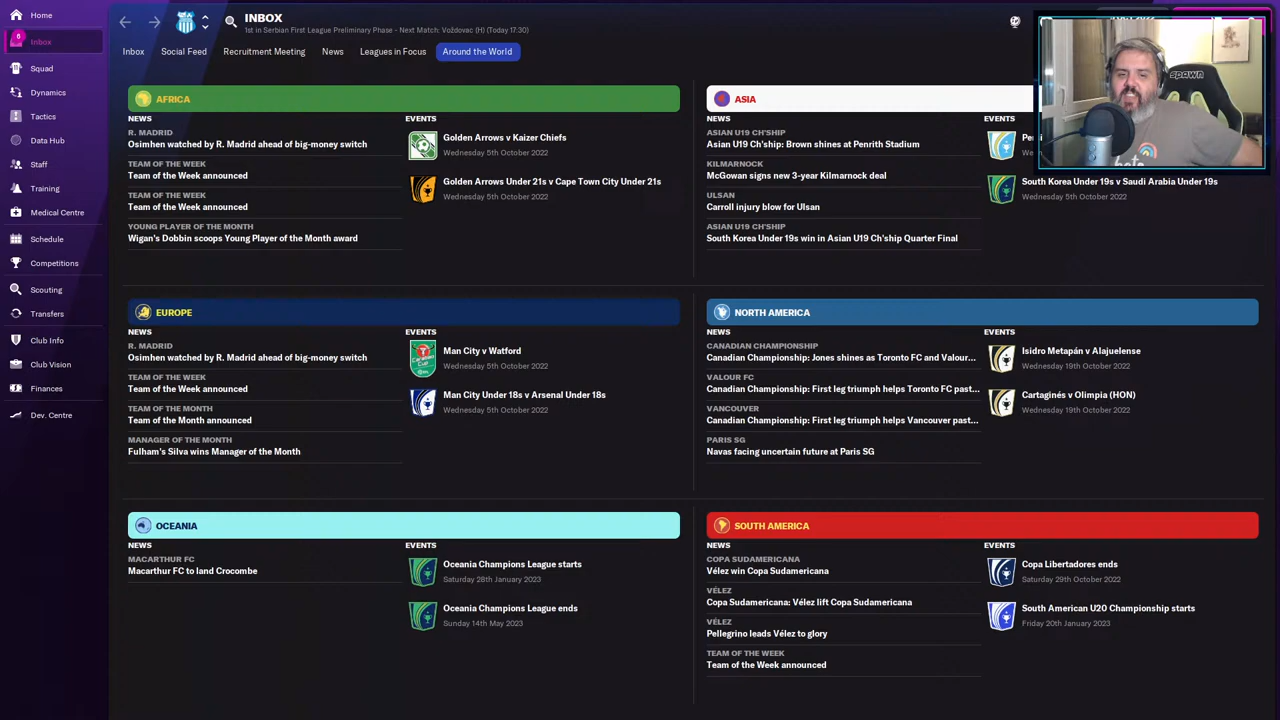 Home
Inbox
6
Squad
Dynamics
Tactics
Data Hub
Staff
Training
Medical Centre
Schedule
Competitions
Scouting
Transfers
Club Info
Club Vision
Finances
Dev. Centre
INBOX
1st in Serbian First League Preliminary Phase - Next Match: Voždovac (H) (Today 17:30)
Inbox
Social Feed
Recruitment Meeting
News
Leagues in Focus
Around the World
AFRICA
NEWS
R. MADRID
Osimhen watched by R. Madrid ahead of big-money switch
TEAM OF THE WEEK
Team of the Week announced
TEAM OF THE WEEK
Team of the Week announced
YOUNG PLAYER OF THE MONTH
Wigan's Dobbin scoops Young Player of the Month award
EVENTS
Golden Arrows v Kaizer Chiefs
Wednesday 5th October 2022
Golden Arrows Under 21s v Cape Town City Under 21s
Wednesday 5th October 2022
ASIA
NEWS
ASIAN U19 CH'SHIP
Asian U19 Ch'ship: Brown shines at Penrith Stadium
KILMARNOCK
McGowan signs new 3-year Kilmarnock deal
ULSAN
Carroll injury blow for Ulsan
ASIAN U19 CH'SHIP
South Korea Under 19s win in Asian U19 Ch'ship Quarter Final
EVENTS
South Korea Under 19s v Saudi Arabia Under 19s
Wednesday 5th October 2022
spawn
EUROPE
NEWS
R. MADRID
Osimhen watched by R. Madrid ahead of big-money switch
TEAM OF THE WEEK
Team of the Week announced
TEAM OF THE MONTH
Team of the Month announced
MANAGER OF THE MONTH
Fulham's Silva wins Manager of the Month
EVENTS
Man City v Watford
Wednesday 5th October 2022
Man City Under 18s v Arsenal Under 18s
Wednesday 5th October 2022
NORTH AMERICA
NEWS
CANADIAN CHAMPIONSHIP
Canadian Championship: Jones shines as Toronto FC and Valour...
VALOUR FC
Canadian Championship: First leg triumph helps Toronto FC past...
VANCOUVER
Canadian Championship: First leg triumph helps Vancouver past...
PARIS SG
Navas facing uncertain future at Paris SG
EVENTS
Isidro Metapán v Alajuelense
Wednesday 19th October 2022
Cartaginés v Olimpia (HON)
Wednesday 19th October 2022
OCEANIA
NEWS
MACARTHUR FC
Macarthur FC to land Crocombe
EVENTS
Oceania Champions League starts
Saturday 28th January 2023
Oceania Champions League ends
Sunday 14th May 2023
SOUTH AMERICA
NEWS
COPA SUDAMERICANA
Vélez win Copa Sudamericana
VÉLEZ
Copa Sudamericana: Vélez lift Copa Sudamericana
VÉLEZ
Pellegrino leads Vélez to glory
TEAM OF THE WEEK
Team of the Week announced
EVENTS
Copa Libertadores ends
Saturday 29th October 2022
South American U20 Championship starts
Friday 20th January 2023